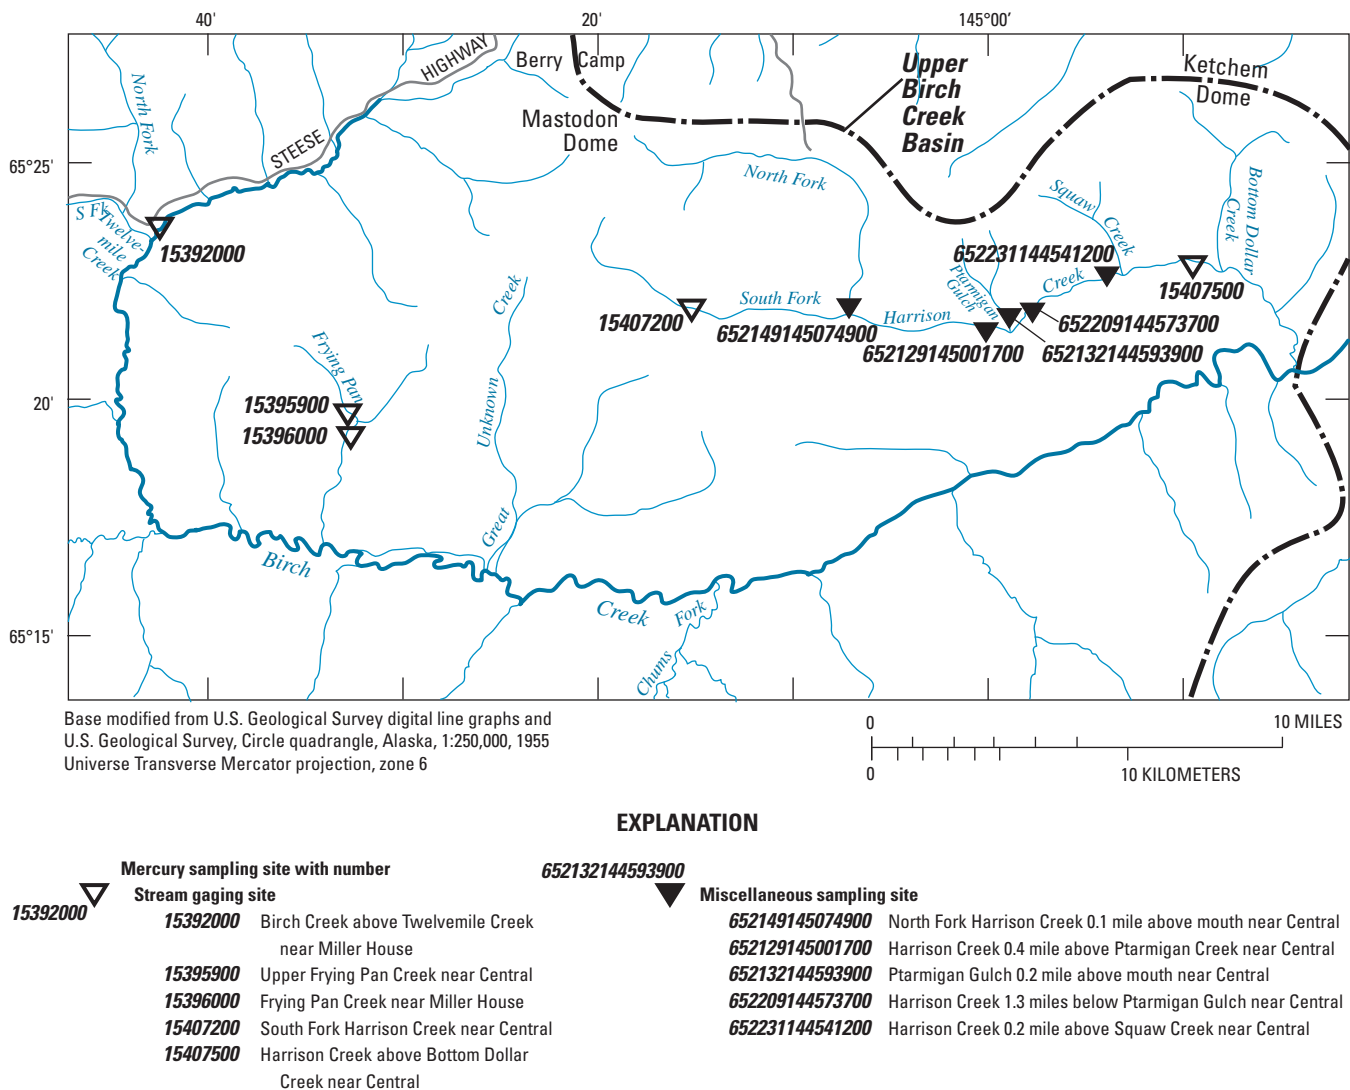 40'
20'
145°00'
HIGHWAY
Berry Camp
Upper
Birch
Creek
Basin
Ketchem
Dome
North Fork
Mastodon
Dome
STEESE
65°25'
North Fork
Bottom Dollar
Creek
Squaw
Creek
S Fk
Twelve-
mile
Creek
15392000
652231144541200
Ptarmigan
Gulch
Creek
15407500
Creek
South Fork
Harrison
15407200
652149145074900
652209144573700
652129145001700
652132144593900
Frying Pan
15395900
20'
15396000
Unknown
Great
Birch
Creek
Fork
Chums
65°15'
Base modified from U.S. Geological Survey digital line graphs and
U.S. Geological Survey, Circle quadrangle, Alaska, 1:250,000, 1955
Universe Transverse Mercator projection, zone 6
0
10 MILES
0
10 KILOMETERS
EXPLANATION
Mercury sampling site with number
15392000
Stream gaging site
15392000 Birch Creek above Twelvemile Creek
near Miller House
15395900 Upper Frying Pan Creek near Central
15396000 Frying Pan Creek near Miller House
15407200 South Fork Harrison Creek near Central
15407500 Harrison Creek above Bottom Dollar
Creek near Central
652132144593900
Miscellaneous sampling site
652149145074900 North Fork Harrison Creek 0.1 mile above mouth near Central
652129145001700 Harrison Creek 0.4 mile above Ptarmigan Creek near Central
652132144593900 Ptarmigan Gulch 0.2 mile above mouth near Central
652209144573700 Harrison Creek 1.3 miles below Ptarmigan Gulch near Central
652231144541200 Harrison Creek 0.2 mile above Squaw Creek near Central